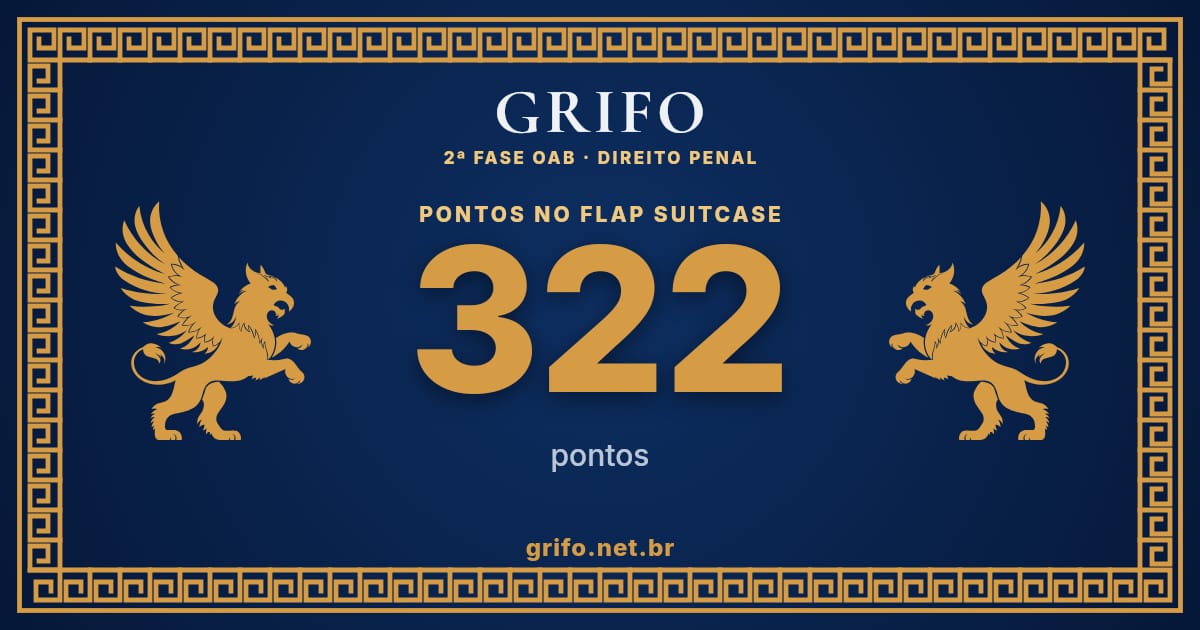 GRIFO
2ª FASE OAB · DIREITO PENAL
PONTOS NO FLAP SUITCASE
322
pontos
grifo.net.br